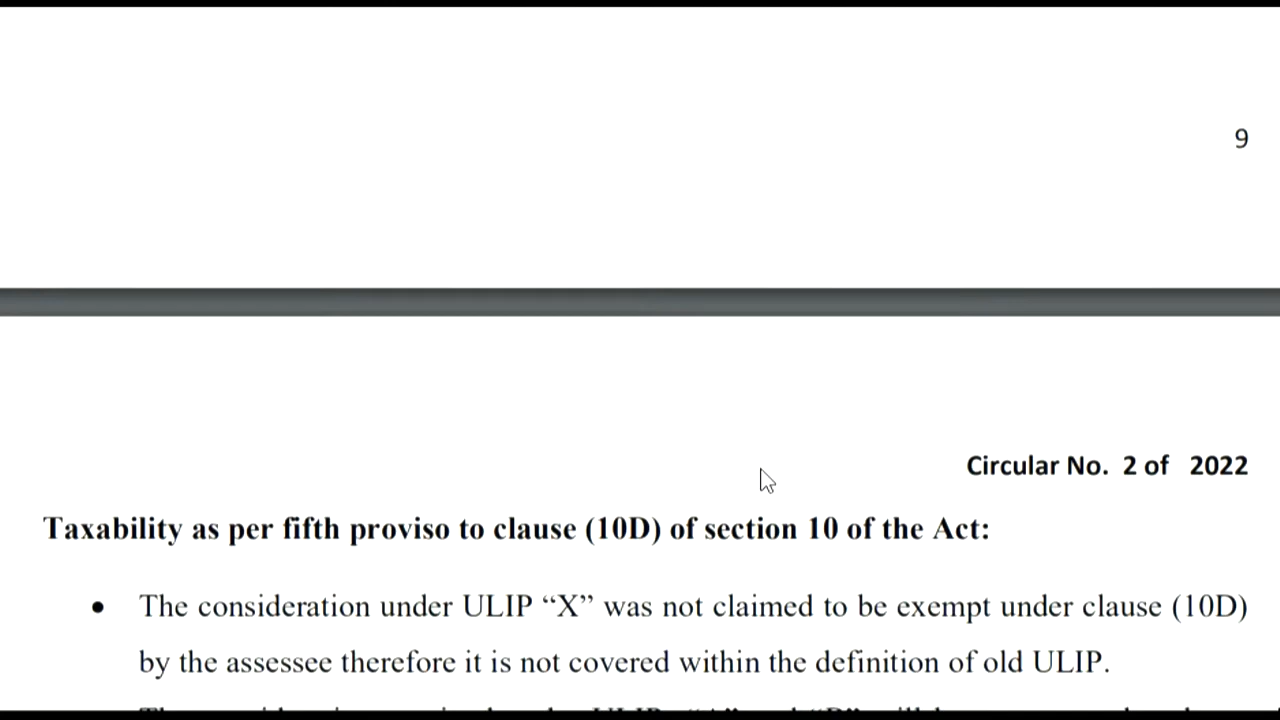 9
Circular No. 2 of 2022
Taxability as per fifth proviso to clause (10D) of section 10 of the Act:
• The consideration under ULIP “X” was not claimed to be exempt under clause (10D)
by the assessee therefore it is not covered within the definition of old ULIP.